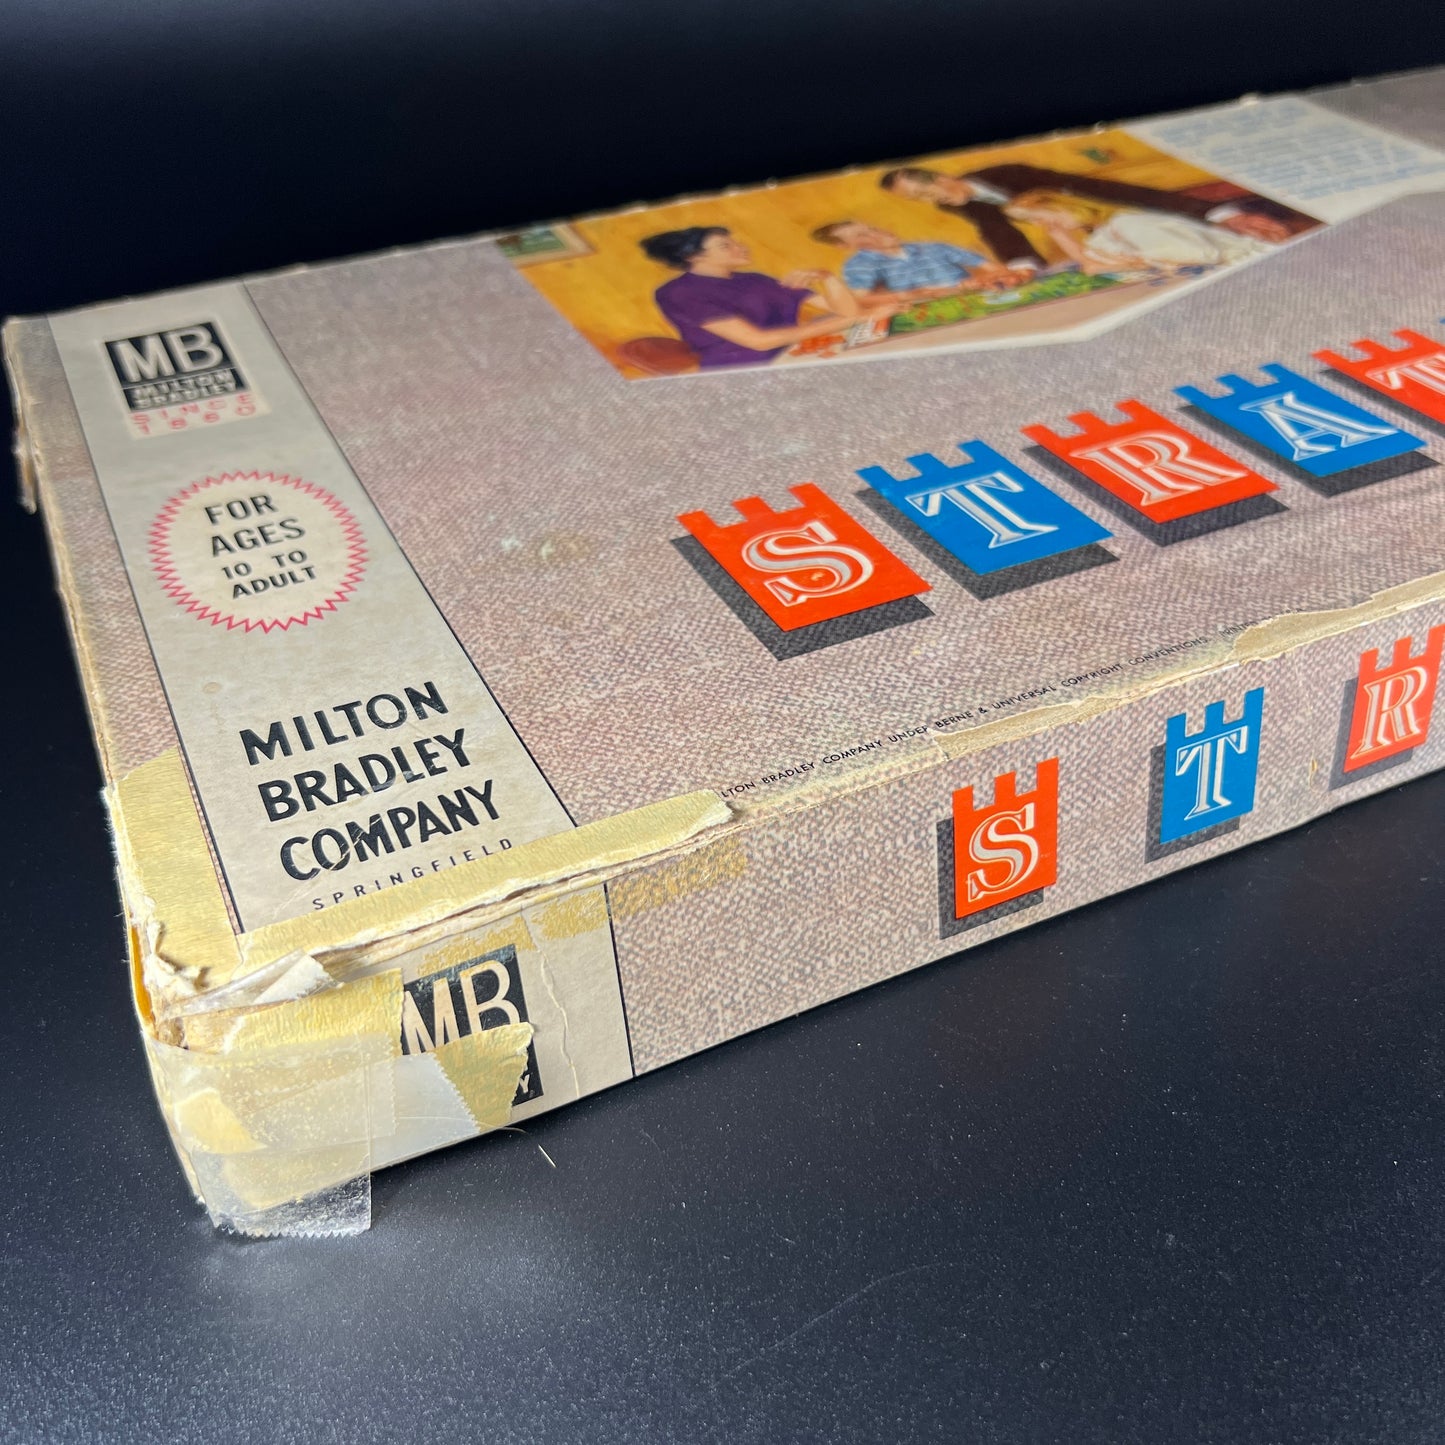 MB
MILTON
BRADLEY
SINCE
1860
FOR
AGES
10 TO
ADULT
MILTON
BRADLEY
COMPANY
SPRINGFIELD
STRAT
LTON BRADLEY COMPANY UNDER BERNE & UNIVERSAL COPYRIGHT CONVENTIONS.
STR
MB
Y